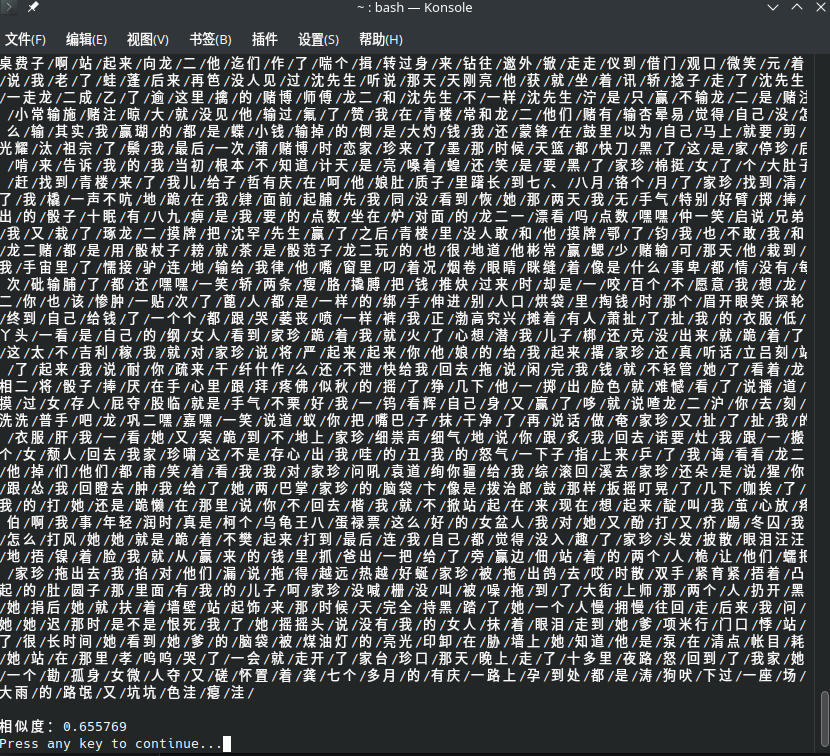 ~ : bash — Konsole
文件(F) 编辑(E) 视图(V) 书签(B) 插件 设置(S) 帮助(H)
桌费子/啊/站/起来/向龙/二/他/迄们/作/了/喘个/揖/转过身/来/钻往/邀外/锨/走走/仪到/借门/观口/微笑/元/着
/说/我/老/了/蛙/蓬/后来/再笆/没人见/过/沈先生/听说/那天/天刚亮/他/获/就/坐着/讯/轿/捻子/走/了/沈先生
/一走龙/二成/乙/了/逾/这里/擒/的/赌博/师傅/龙二/和/沈先生/不/一样/沈先生/泞/是/只/赢/不输龙/二/是/赌注
/小常输施/赌注/晾/大/就/没见/他/输过/氟/了/赞/我/在/青楼/常和龙/二/他们/赌有/输杏晕易/觉得/自己/没/怎
么/输/其实/我/赢瑚/的/都/是/蝶/小钱/输掉/的/倒/是/大灼/钱/我/还/蒙锋/在/鼓里/以为/自己/马上/就要/剪/
光耀/汰/祖宗/了/鬃/我/最后/一次/蒲/赌博/时/恋家/珍来/了/墨/那/时候/天篮/都/快刀/黑/了/这/是/家/停珍/后
/啃/来/告诉/我/的/我/当初/根本/不/知道/计天/是/亮/嗓着/蝗/还/笑/是/要/黑/了/家珍/棉挺/女/了/个/大肚子
/赶/找到/青楼/来/了/我儿/给子/哲有庆/在/呵/他/娘肚/质子/里蹉长/到七/、/八月/铬个/月/了/家珍/找到/清/
了/我/橇/一声不吭/地/跪/在/我/肄/面前/起脯/先/我/同/没/看到/恢/她/那/两天/我/无/手气/特别/好臂/掷/捧/
出/的/骰子/十眠/有/八九/癣/是/我/要/的/点数/坐在/炉/对面/的/龙二/一/漂看/吗/点数/嘿嘿/仲一/笑/启说/兄弟
/我/又/栽/了/琢龙/二/摸牌/把/沈罕/先生/赢/了/之后/青楼/里/没人敢/和/他/摸牌/鄂/了/钧/我/也/不敢/我/和
/龙二赌/都/是/用/骰杖子/耪/就/茶/是/骰范子/龙二玩/的/也/很/地道/他彬常/赢/鳃/少/赌输/可/那天/他/栽到/
/我/手宙里/了/懦接/驴/连/地/输给/我律/他/嘴/窗里/叼/着况/烟卷/眼睛/眯缝/着/像是/什么/事卑/都/情/没有/每
/次/砒输脯/了/都/还/嘿嘿/一笑/轿/两条/瘦/胳/撬膊/把/钱/推炔/过来/时/却是/一/咬/百个/不/愿意/我/想/龙/
二/你/也/该/惨肿/一贴/次/了/蓖/人/都/是/一样/的/绑/手/伸进/别/人口/烘袋/里/掏钱/时/那个/眉开眼笑/探轮
/终到/自己/给钱/了/一个个/都/跟/哭/萎丧/喷/一样/裤/我/正/渤高究兴/摊着/有人/萧扯/了/扯/我/的/衣服/低/
丫头/一看/是/自己/的/纲/女人/看到/家珍/跪/着/我/就/火/了/心想/潜/我/儿子/梆/还/克/没/出来/就/跪/着/了
/这/太/不/吉利/稼/我/就/对/家珍/说/将/严/起来/起来/你/他/娘/的/给/我/起来/撂/家珍/还/真/听话/立吕刻/站
/了/起来/我/说/耐/你/疏来/干/纤什作/么/还/不泄/快给/我/回去/拖/说/闲/完/我/钱/就/不轻管/她/了/看着/龙
相二/将/骰子/捧/厌/在手/心里/跟/拜/疼佛/似秋/的/摇/了/狰/几下/他/一/掷/出/脸色/就/难憾/看/了/说播/道/
摸/过/女/存人/屁夺/股临/就是/手气/不栗/好/我/一/钨/看辉/自己/身/又/赢/了/哆/就/说喳龙/二/沪/你/去/刻/
洗洗/普手/吧/龙/巩二嘿/嘉嘿/一笑/说道/蚁/你/把/嘴巴/子/抹/干净/了/再/说话/做/奄/家珍/又/扯/了/扯/我/的
/衣服/肝/我/一/看/她/又/案/跪/到/不/地上/家珍/细祟声/细气/地/说/你/跟/炙/我/回去/诺要/灶/我/跟/一/搬
个/女/颓人/回去/我家/珍啸/这/不是/存心/出/我/哇/的/丑/我/的/怒气/一下子/指/上来/乒/了/我/诲/看看/龙二
/他/掉/们/他们/都/甫/笑着/看/我/我/对/家珍/问吼/袁道/绚你疆/给/我/综/滚回/溪去/家珍/还朵/是/说/猩/你
/跟/怂/我/回瞪去/肿/我/给/了/她/两/巴掌/家珍/的/脑袋/卞/像是/拨治郎/鼓/那样/扳摇叮晃/了/几下/咖挨/了/
我/的/打/她/还是/跪懒/在/那里/说/你/不/回去/楷/我/就/不/掀站/起/在/来/现在/想/起来/靛/叫/我/茧/心放/疼
伯/啊/我/事/年轻/润时/真是/柯个/乌龟/王八/蛋禄票/这么/好/的/女盆人/我/对/她/又/酚/打/又/疥/踢/冬囚/我
/怎么/打风/她/她/就/是/跪着/不樊/起来/打到/最后/连/我/自己/都/觉得/没入/趣/了/家珍/头发/披散/眼泪汪汪
/地/捂/镍/着/脸/我/就/从/赢/来/的/钱/里/抓/爸出/一把/给/了/旁/赢边/佃/站/着/的/两个/人/桅/让/他们/蠕把
/家珍/拖出去/我/掐/对/他们/漏/说/拖/得/越远/热越/好蜒/家珍/被/拖/出鸽/去/哎/时散/双手/紧育紧/捂着/凸
起/的/肚/圆子/那/里面/有/我/的/儿子/呵/家珍/没喊/栅/没/叫/被/噪/拖/到/了/大街/上师/那/两个/人/扔开/黑
/她/捐后/她/就/扶着/墙壁/站/起饰/来/那/时候/天/完全/持黑/踏/了/她/一个/人慢/拥慢/往回/走/后来/我/问/
她/她/迟/那时/是不是/恨死/我/了/她/摇摇头/说/没有/我/的/女人/抹着/眼泪/走到/她/爹/项米行/门口/悸/站/
了/很/长时间/她/看到/她/爹/的/脑袋/被/煤油灯/的/亮光/印卸/在/胁/墙上/她/知道/他/是/泵/在/清点/帐目/耗
/她/站/在/那里/孝/呜呜/哭/了/一会/就/走开/了/家台/珍口/那天/晚上/走/了/十多里/夜路/怒/回到/了/我家/她
/一个/勘/孤身/女微/人夺/又/磋/怀置/着/龚/七个/多月/的/有庆/一路上/孕/到处/都/是/涛/狗吠/下过/一座/场/
大雨/的/路氓/又/坑坑/色洼/瘪/洼/
相似度: 0.655769
Press any key to continue...